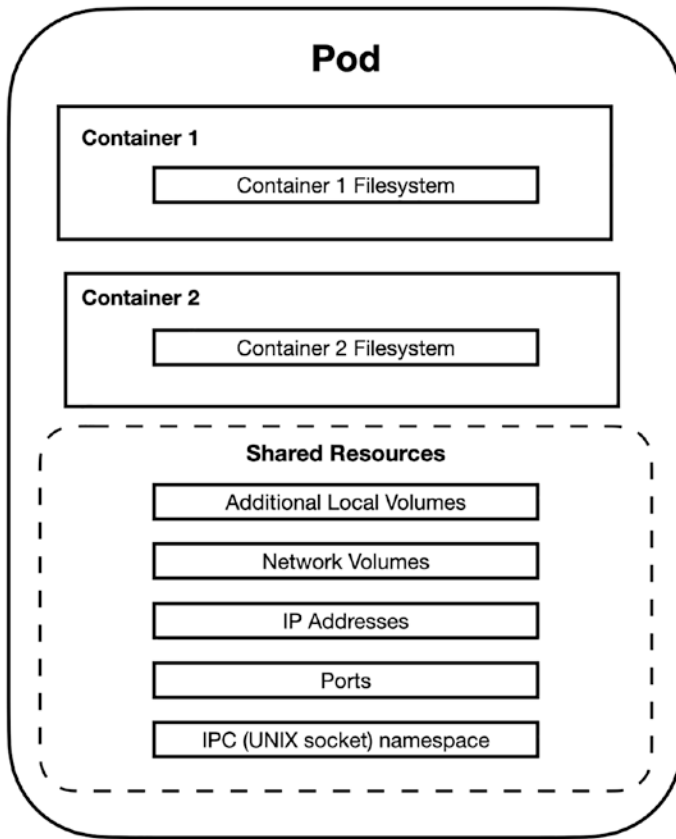 Pod
Container 1
Container 1 Filesystem
Container 2
Container 2 Filesystem
Shared Resources
Additional Local Volumes
Network Volumes
IP Addresses
Ports
IPC (UNIX socket) namespace